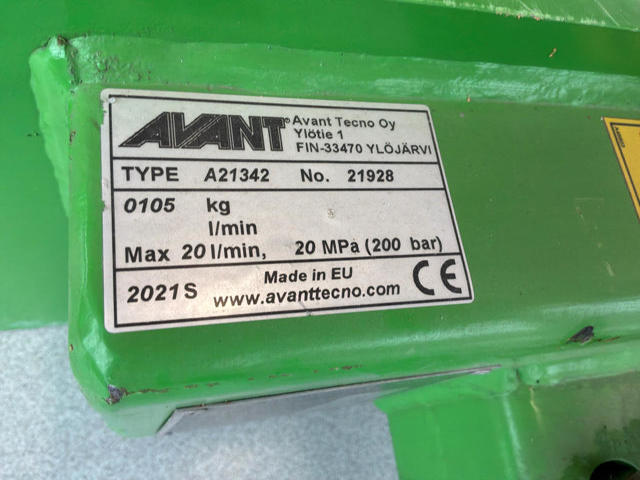 AVANT® Avant Tecno Oy
Ylötie 1
FIN-33470 YLÖJÄRVI
TYPE A21342 No. 21928
0105 kg
l/min
Max 20 l/min, 20 MPa (200 bar)
2021 S Made in EU CE
www.avanttecno.com